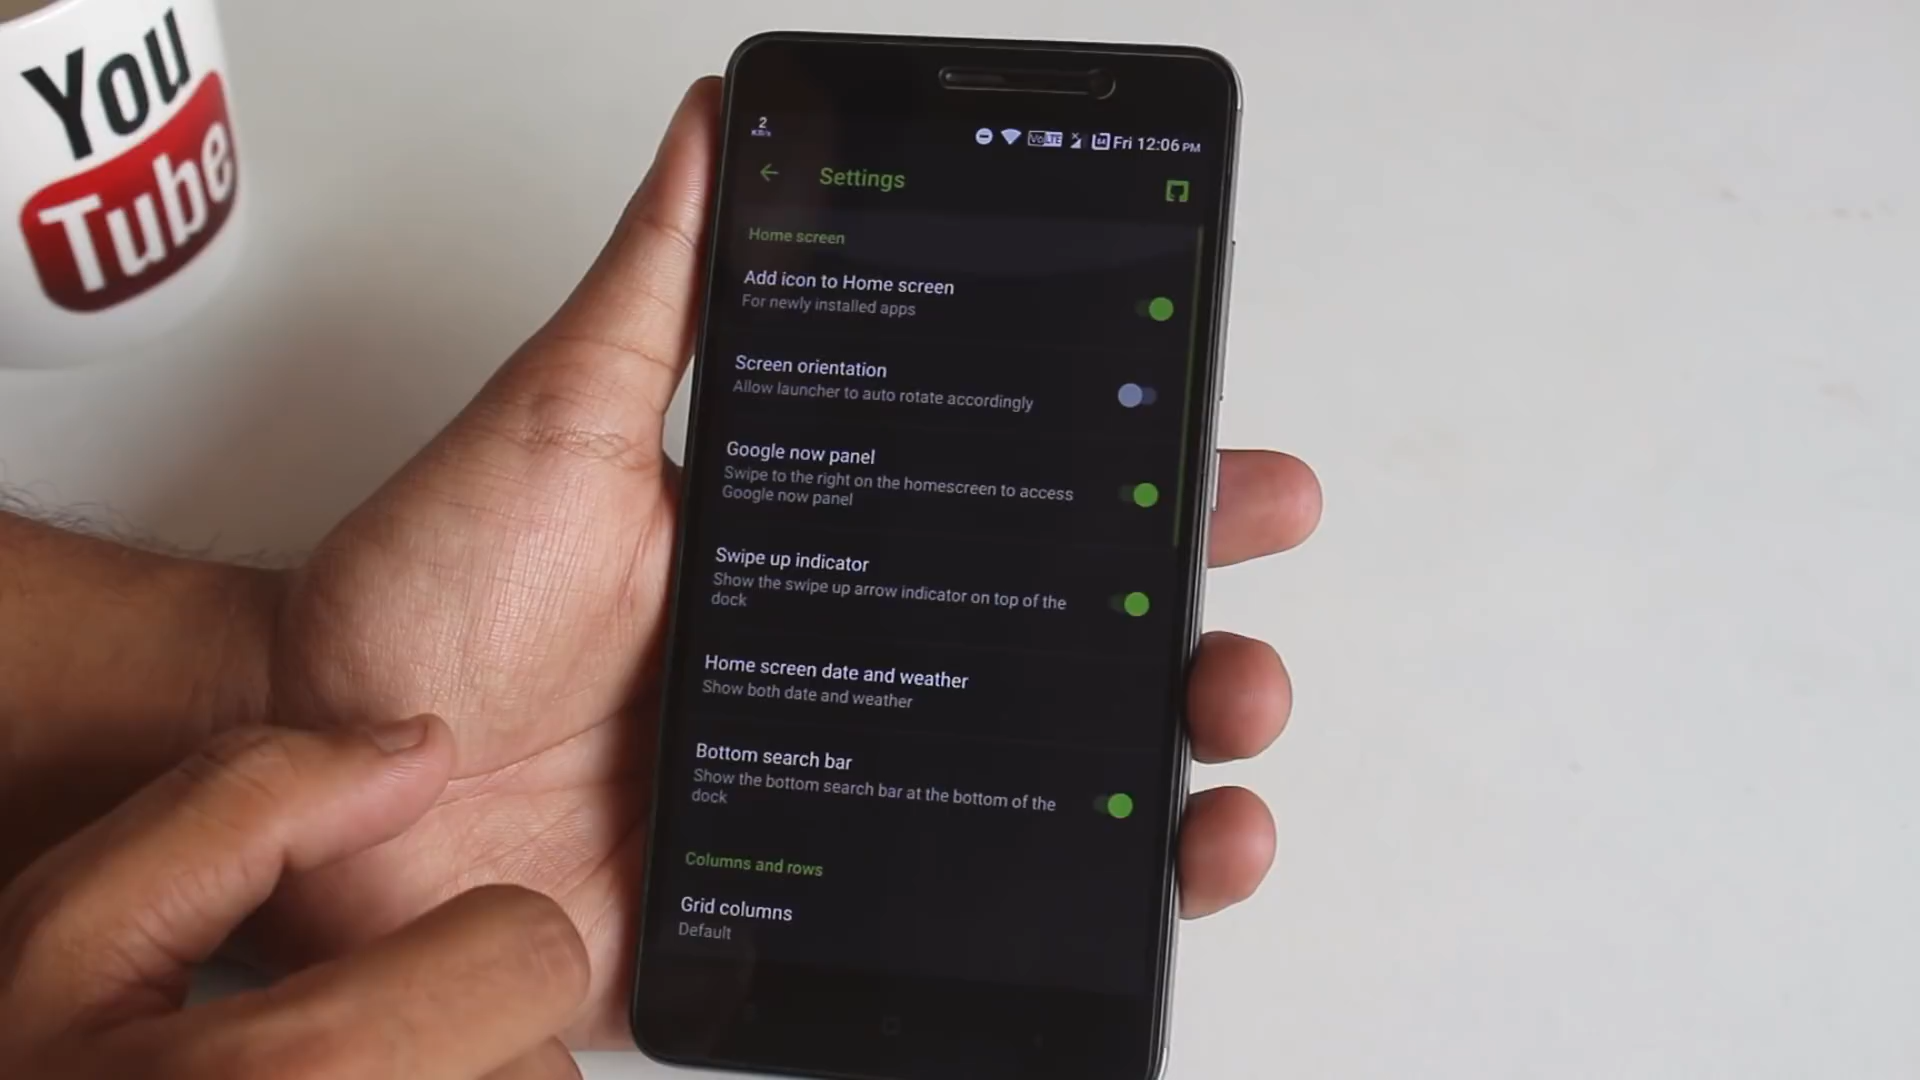 You
Tube
2
KB/s
VoLTE
Fri 12:06 PM
Settings
Home screen
Add icon to Home screen
For newly installed apps
Screen orientation
Allow launcher to auto rotate accordingly
Google now panel
Swipe to the right on the homescreen to access
Google now panel
Swipe up indicator
Show the swipe up arrow indicator on top of the
dock
Home screen date and weather
Show both date and weather
Bottom search bar
Show the bottom search bar at the bottom of the
dock
Columns and rows
Grid columns
Default